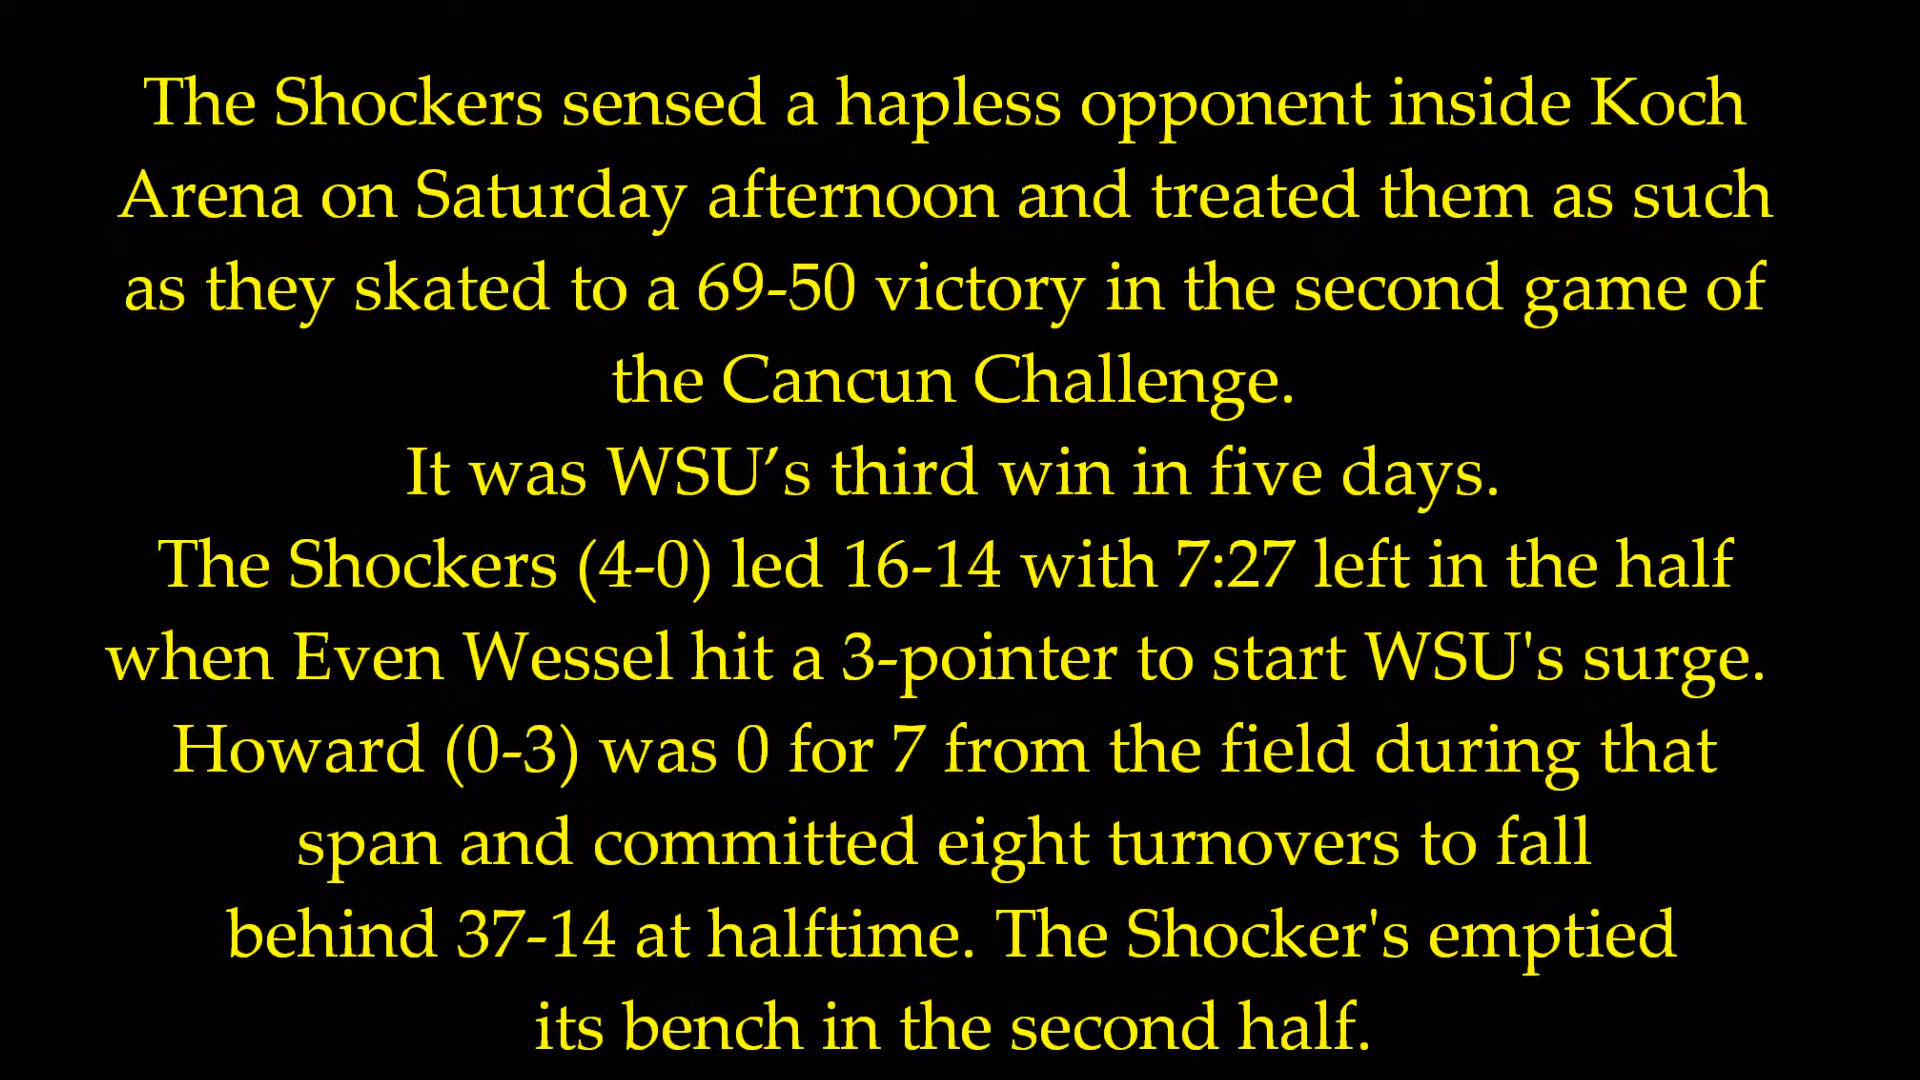 The Shockers sensed a hapless opponent inside Koch
Arena on Saturday afternoon and treated them as such
as they skated to a 69-50 victory in the second game of
the Cancun Challenge.
It was WSU’s third win in five days.
The Shockers (4-0) led 16-14 with 7:27 left in the half
when Even Wessel hit a 3-pointer to start WSU's surge.
Howard (0-3) was 0 for 7 from the field during that
span and committed eight turnovers to fall
behind 37-14 at halftime. The Shocker's emptied
its bench in the second half.